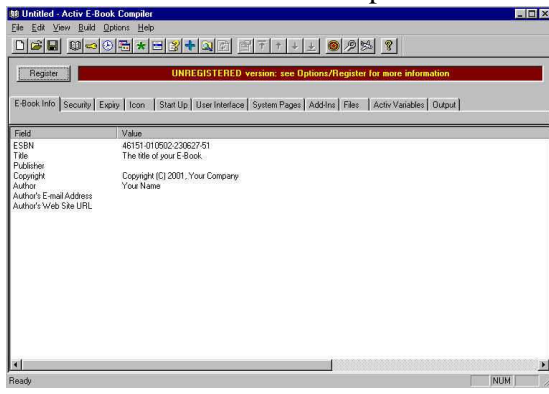 Untitled - Activ E-Book Compiler
File Edit View Build Options Help
Register UNREGISTERED version: see Options/Register for more information
E-Book Info Security Expiry Icon Start Up User Interface System Pages Add-Ins Files Activ Variables Output
Field Value
ESBN 46151-010502-230627-51
Title The title of your E-Book
Publisher
Copyright Copyright (C) 2001, Your Company
Author Your Name
Author's E-mail Address
Author's Web Site URL
Ready NUM